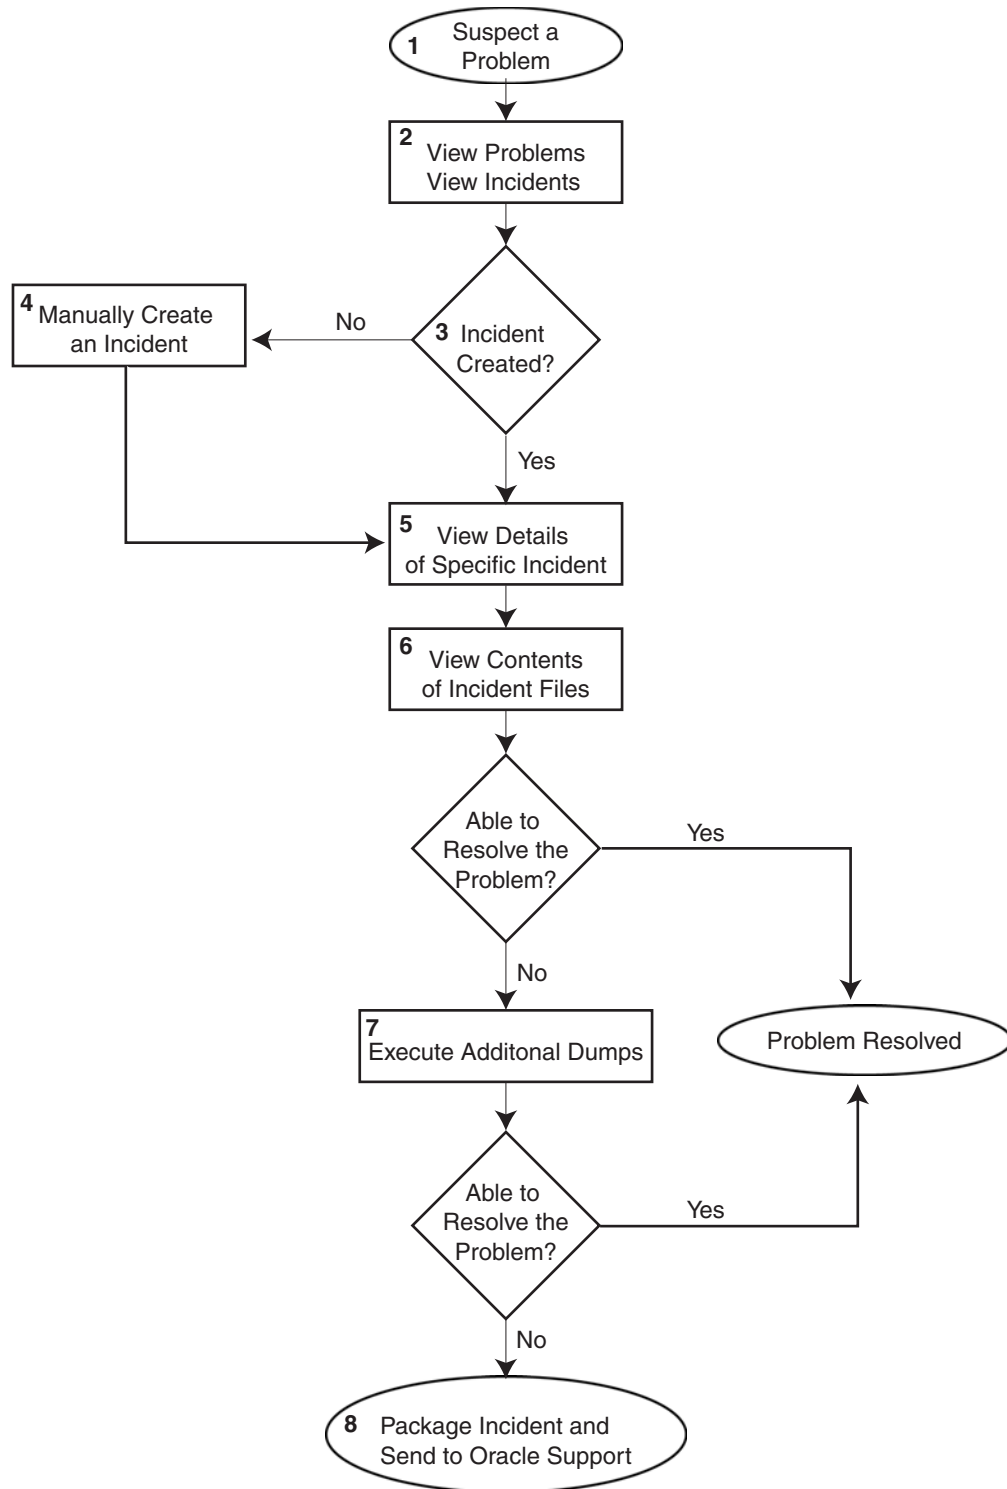 1 Suspect a
Problem
2
View Problems
View Incidents
4
Manually Create
an Incident
No
3 Incident
Created?
Yes
5
View Details
of Specific Incident
6
View Contents
of Incident Files
Able to
Resolve the
Problem?
Yes
No
7
Execute Additonal Dumps
Problem Resolved
Able to
Resolve the
Problem?
Yes
No
8 Package Incident and
Send to Oracle Support